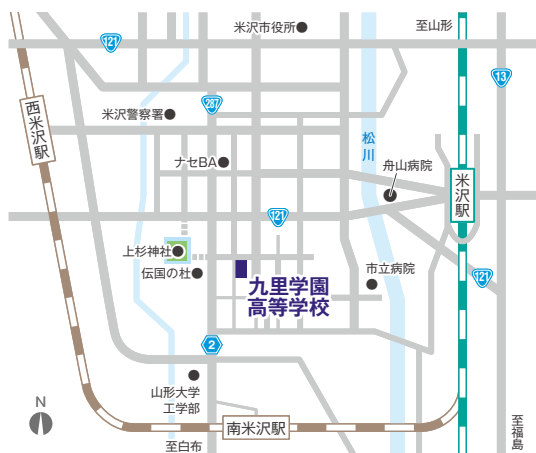 米沢市役所
至山形
121
13
287
米沢警察署
西米沢駅
松川
ナセBA
舟山病院
米沢駅
121
上杉神社
伝国の杜
市立病院
121
九里学園
高等学校
2
山形大学
工学部
N
南米沢駅
至白布
至福島